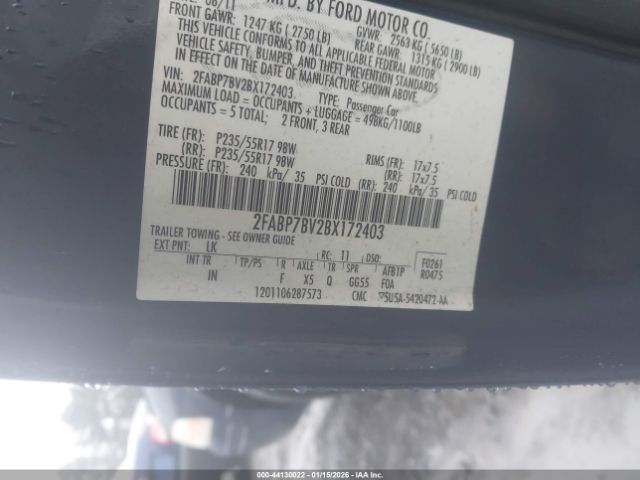 08/11 MFD. BY FORD MOTOR CO.
FRONT GAWR: 1247 KG ( 2750 LB) GVWR: 2563 KG ( 5650 LB)
REAR GAWR: 1315 KG ( 2900 LB)
THIS VEHICLE CONFORMS TO ALL APPLICABLE FEDERAL MOTOR
VEHICLE SAFETY, BUMPER, AND THEFT PREVENTION STANDARDS
IN EFFECT ON THE DATE OF MANUFACTURE SHOWN ABOVE.
VIN: 2FABP7BV2BX172403
TYPE: Passenger Car
MAXIMUM LOAD = OCCUPANTS + LUGGAGE = 498KG/1100LB
OCCUPANTS = 5 TOTAL; 2 FRONT, 3 REAR
TIRE (FR): P235/55R17 98W RIMS (FR): 17x7.5
(RR): P235/55R17 98W (RR): 17x7.5
PRESSURE (FR): 240 kPa/ 35 PSI COLD (RR): 240 kPa/ 35 PSI COLD
2FABP7BV2BX172403
TRAILER TOWING - SEE OWNER GUIDE
EXT PNT: LK RC: 11 DSO: F0261
INT TR TP/PS R AXLE TR SPR AFB1P R0475
IN F X5 Q GG55 FOA
1201106287573 CMC 5U5A-5420472-AA
000-44130022 - 01/15/2026 - COPYRIGHT IAA, LLC